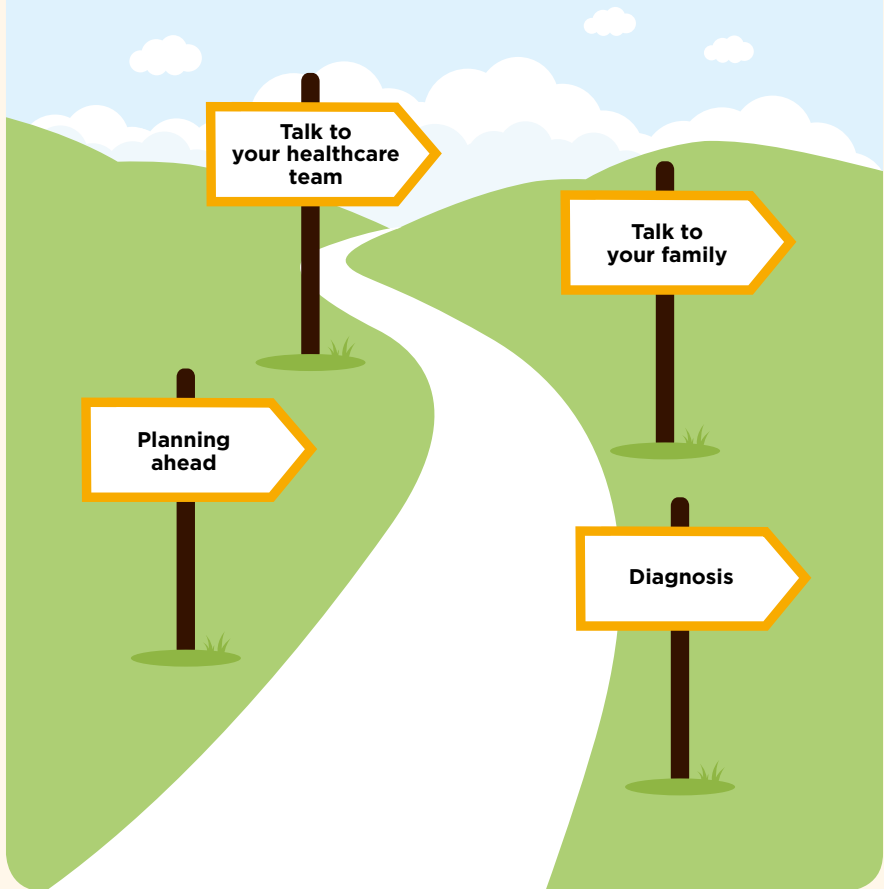 Talk to
your healthcare
team
Talk to
your family
Planning
ahead
Diagnosis